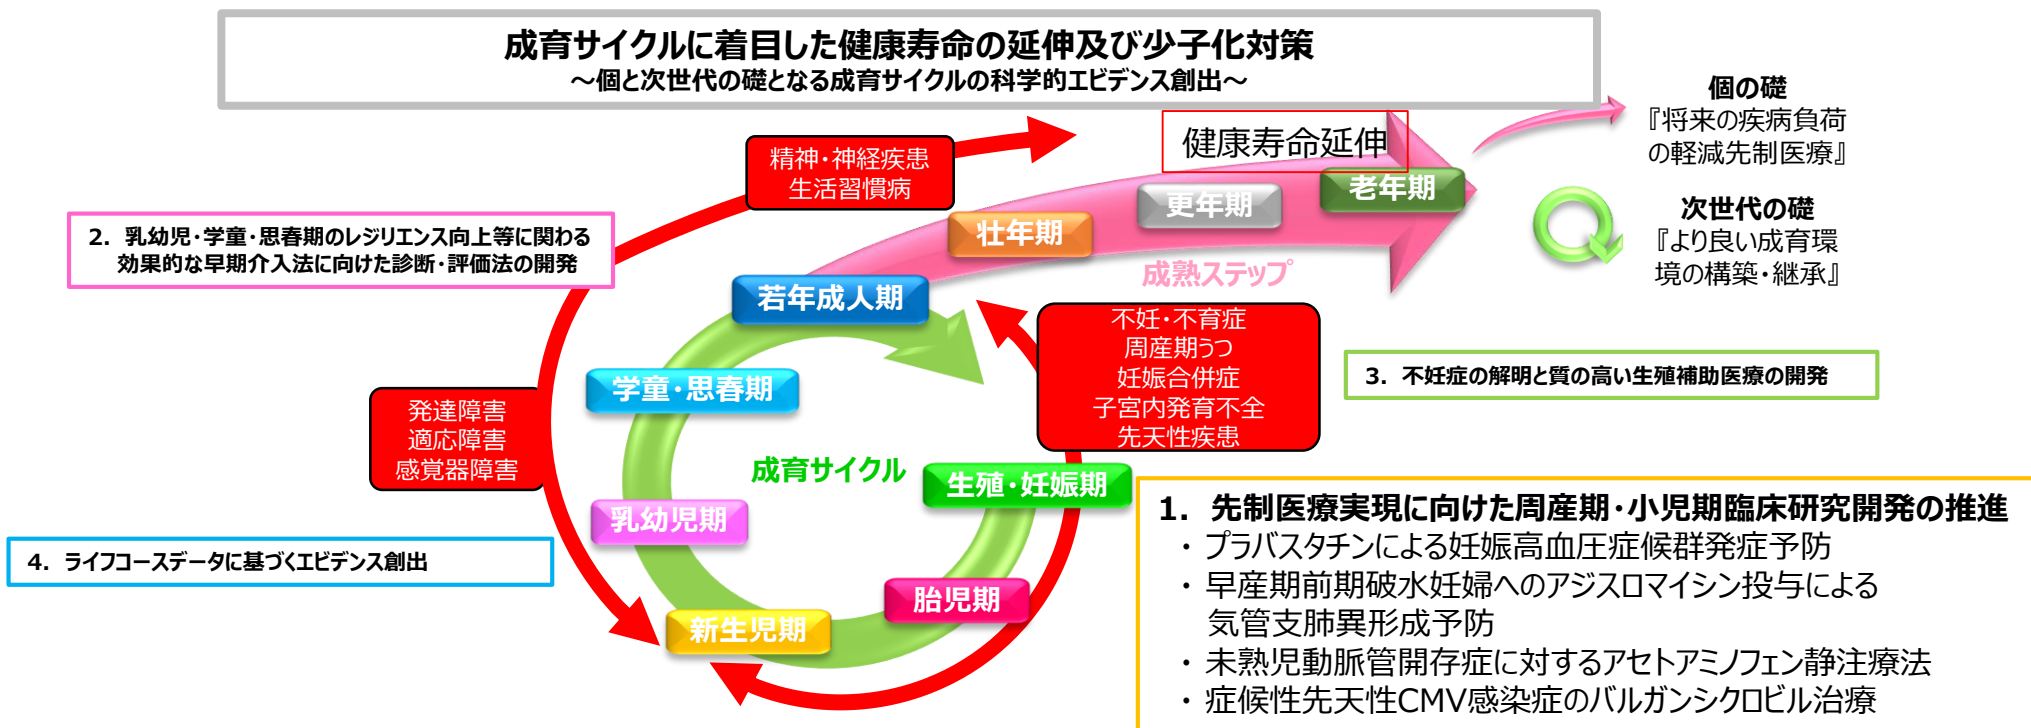 成育サイクルに着目した健康寿命の延伸及び少子化対策
～個と次世代の礎となる成育サイクルの科学的エビデンス創出～
個の礎
『将来の疾病負荷
の軽減先制医療』
次世代の礎
『より良い成育環
境の構築・継承』
精神・神経疾患
生活習慣病
健康寿命延伸
老年期
更年期
壮年期
成熟ステップ
2. 乳幼児・学童・思春期のレジリエンス向上等に関わる
効果的な早期介入法に向けた診断・評価法の開発
若年成人期
不妊・不育症
周産期うつ
妊娠合併症
子宮内発育不全
先天性疾患
3. 不妊症の解明と質の高い生殖補助医療の開発
学童・思春期
発達障害
適応障害
感覚器障害
成育サイクル
生殖・妊娠期
乳幼児期
4. ライフコースデータに基づくエビデンス創出
胎児期
新生児期
1. 先制医療実現に向けた周産期・小児期臨床研究開発の推進
・ プラバスタチンによる妊娠高血圧症候群発症予防
・ 早産期前期破水妊婦へのアジスロマイシン投与による
気管支肺異形成予防
・ 未熟児動脈管開存症に対するアセトアミノフェン静注療法
・ 症候性先天性CMV感染症のバルガンシクロビル治療